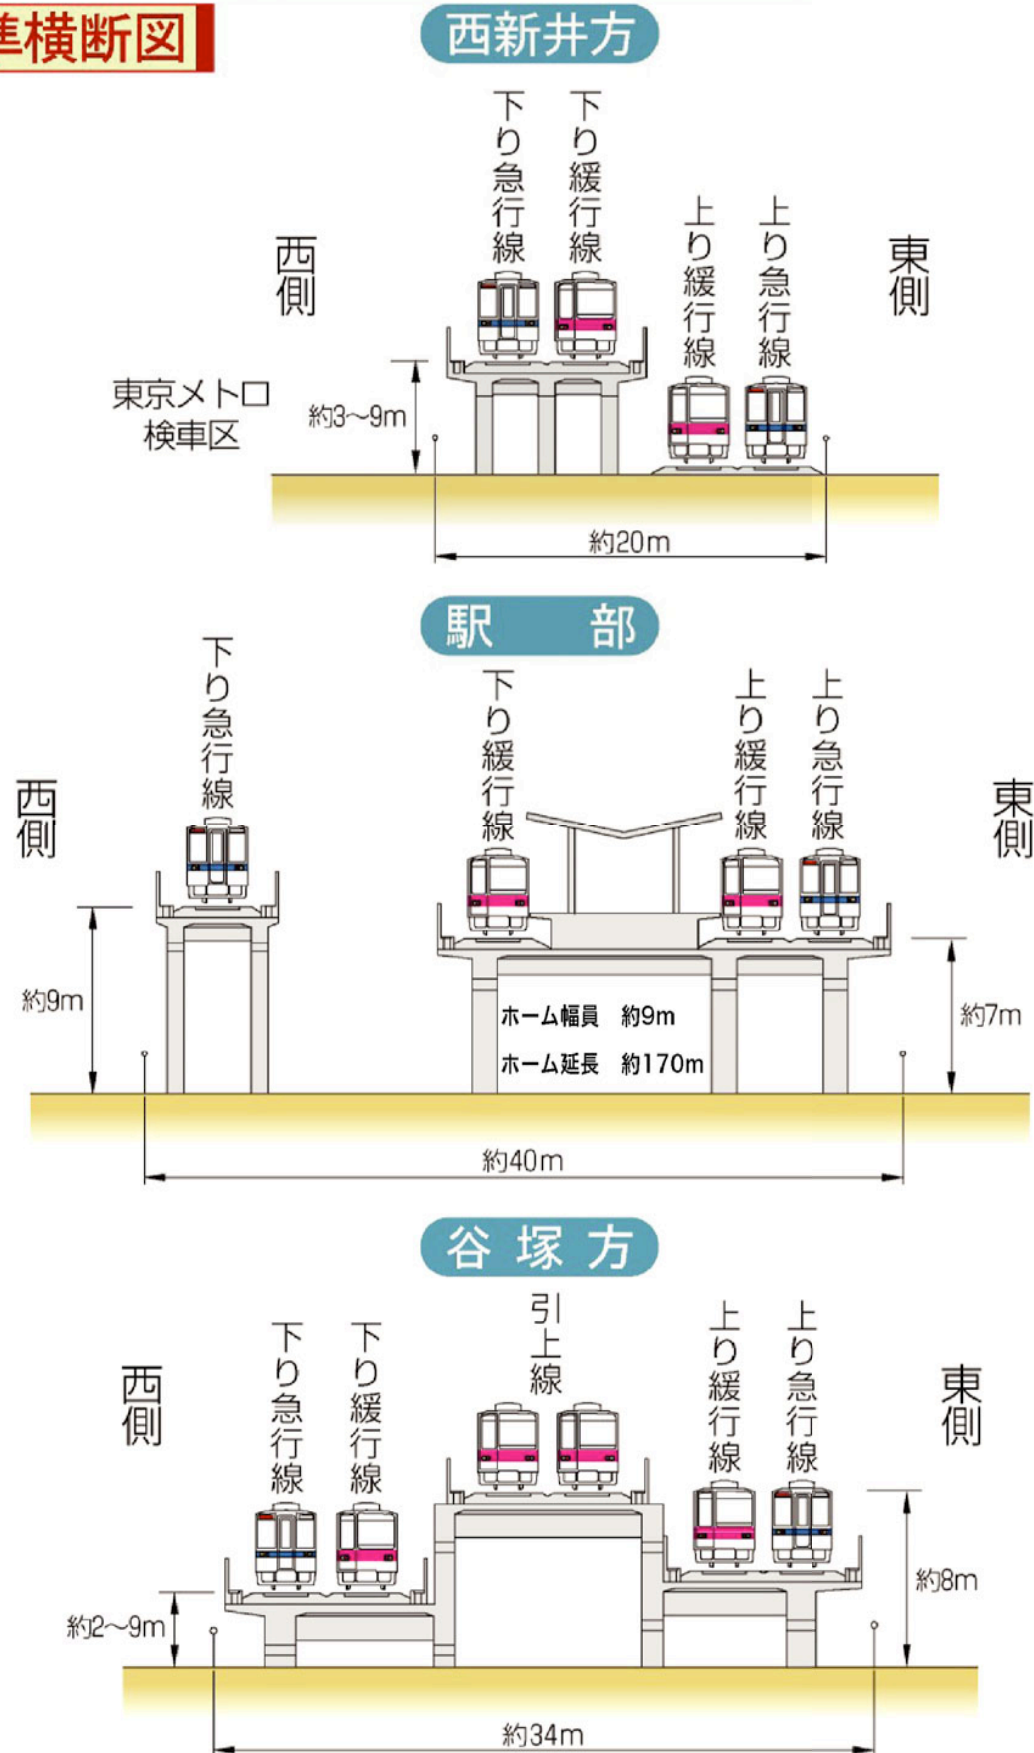 準横断図
西新井方
下り急行線
下り緩行線
上り緩行線
上り急行線
西側
東側
東京メトロ
検車区
約3～9m
約20m
駅　部
下り急行線
下り緩行線
上り緩行線
上り急行線
西側
東側
約9m
ホーム幅員　約9m
ホーム延長　約170m
約7m
約40m
谷塚方
引上線
下り急行線
下り緩行線
上り緩行線
上り急行線
西側
東側
約2～9m
約8m
約34m